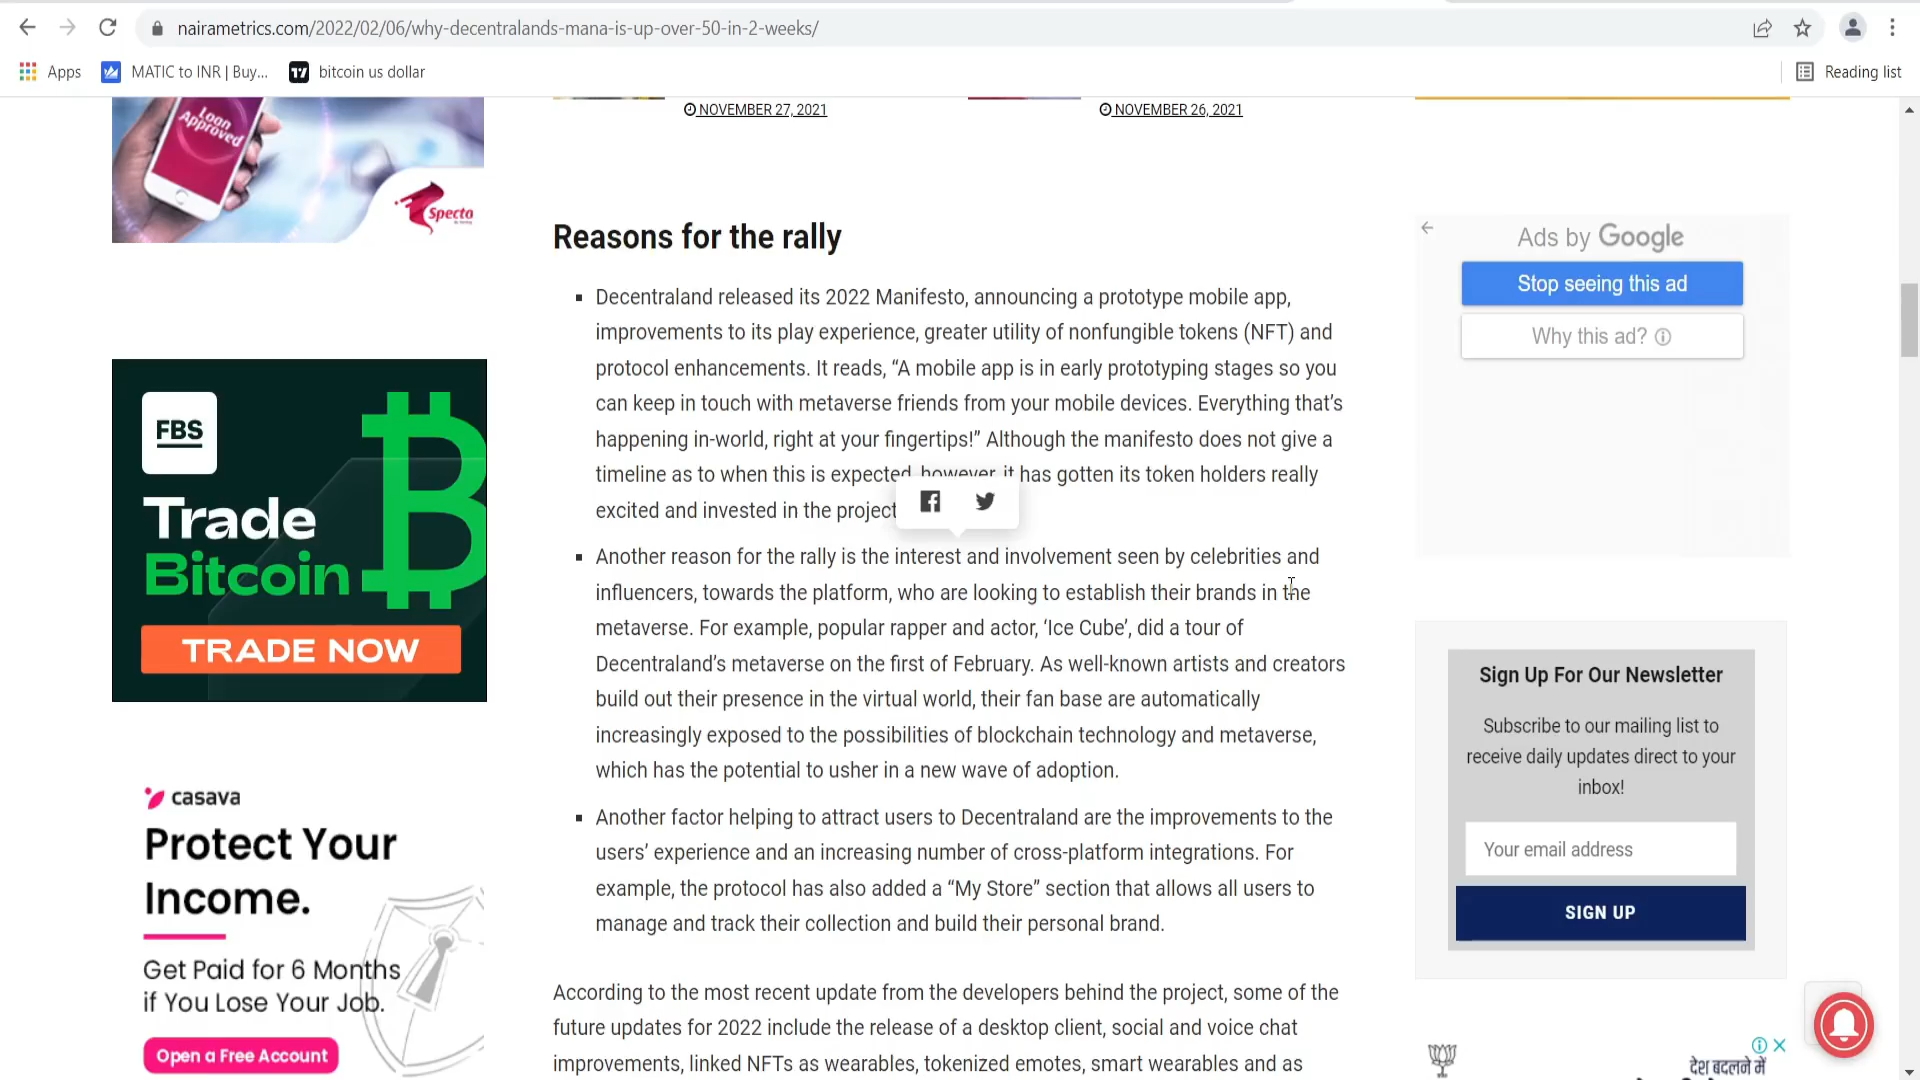 nairametrics.com/2022/02/06/why-decentralands-mana-is-up-over-50-in-2-weeks/
Apps
MATIC to INR | Buy...
bitcoin us dollar
Reading list
NOVEMBER 27, 2021
NOVEMBER 26, 2021
Loan
Approved
Specta
Reasons for the rally
Decentraland released its 2022 Manifesto, announcing a prototype mobile app,
improvements to its play experience, greater utility of nonfungible tokens (NFT) and
protocol enhancements. It reads, “A mobile app is in early prototyping stages so you
can keep in touch with metaverse friends from your mobile devices. Everything that’s
happening in-world, right at your fingertips!” Although the manifesto does not give a
timeline as to when this is expected, however, it has gotten its token holders really
excited and invested in the project
Another reason for the rally is the interest and involvement seen by celebrities and
influencers, towards the platform, who are looking to establish their brands in the
metaverse. For example, popular rapper and actor, ‘Ice Cube’, did a tour of
Decentraland’s metaverse on the first of February. As well-known artists and creators
build out their presence in the virtual world, their fan base are automatically
increasingly exposed to the possibilities of blockchain technology and metaverse,
which has the potential to usher in a new wave of adoption.
Another factor helping to attract users to Decentraland are the improvements to the
users’ experience and an increasing number of cross-platform integrations. For
example, the protocol has also added a “My Store” section that allows all users to
manage and track their collection and build their personal brand.
According to the most recent update from the developers behind the project, some of the
future updates for 2022 include the release of a desktop client, social and voice chat
improvements, linked NFTs as wearables, tokenized emotes, smart wearables and as
FBS
Trade
Bitcoin
TRADE NOW
casava
Protect Your
Income.
Get Paid for 6 Months
if You Lose Your Job.
Open a Free Account
Ads by Google
Stop seeing this ad
Why this ad?
Sign Up For Our Newsletter
Subscribe to our mailing list to
receive daily updates direct to your
inbox!
Your email address
SIGN UP
देश बदलने में